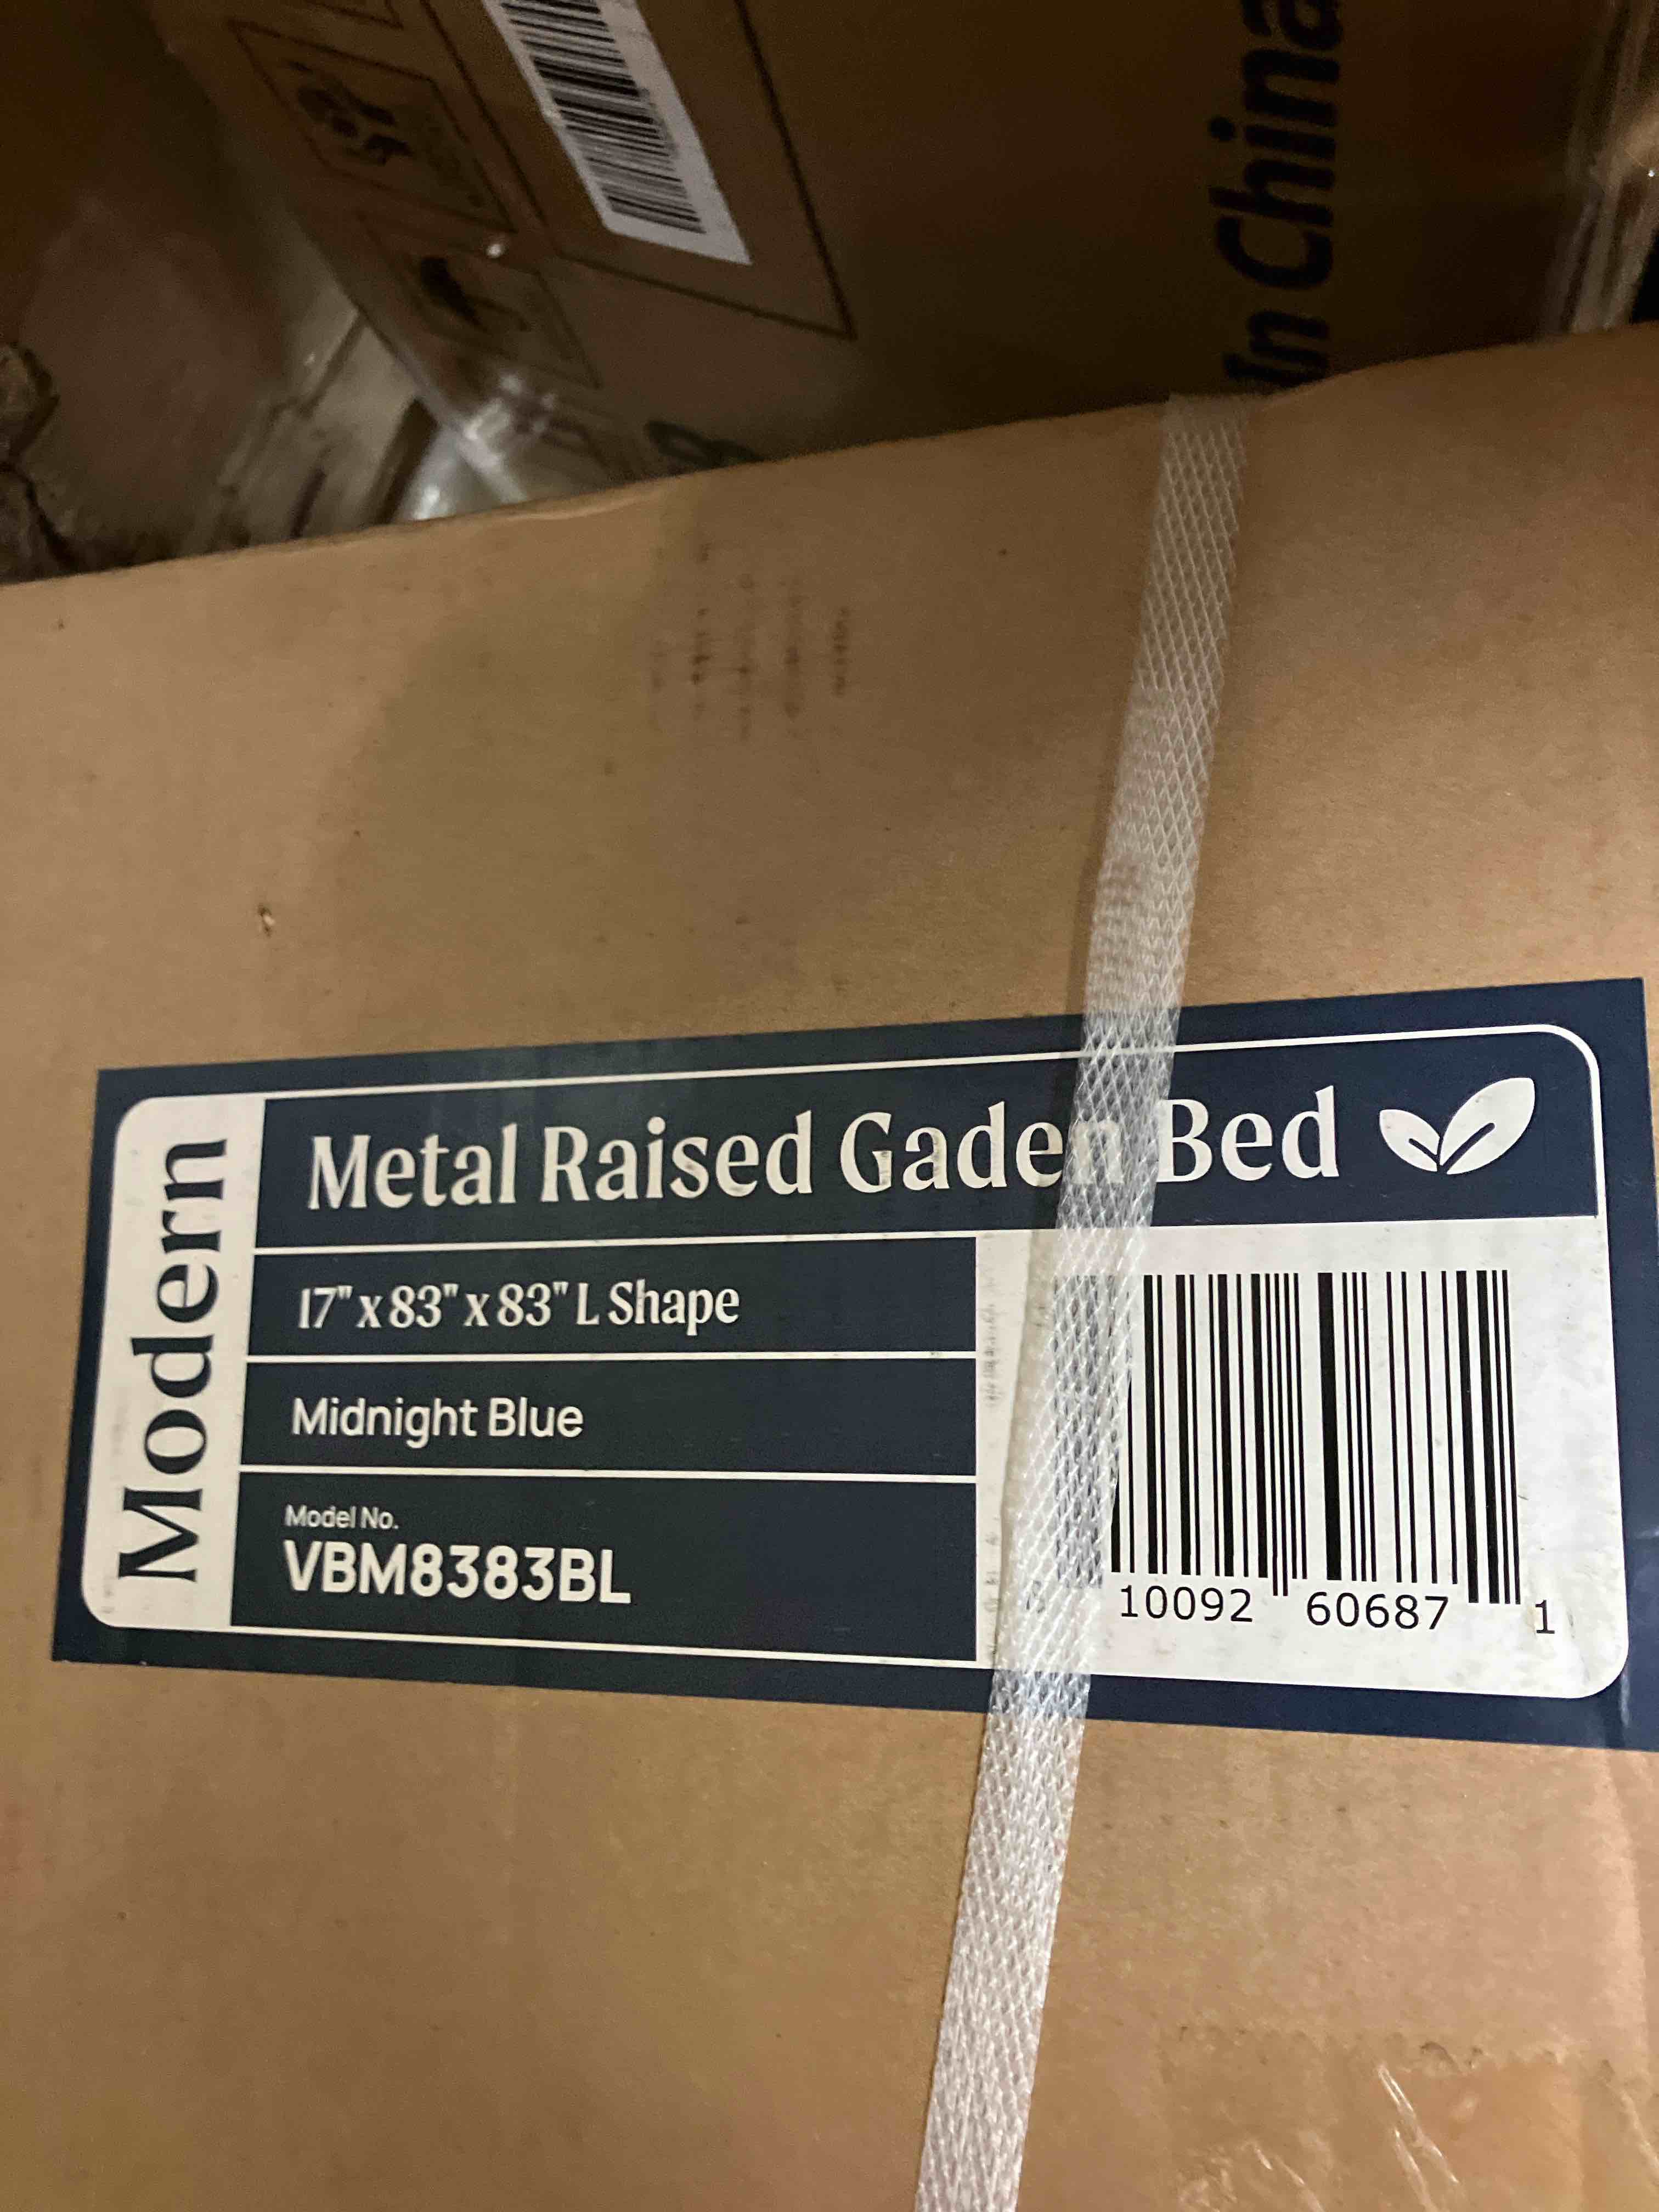 In China
Modern
Metal Raised Gaden Bed
17" x 83" x 83" L Shape
Midnight Blue
Model No.
VBM8383BL
10092 60687 1